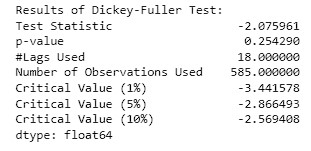 Results of Dickey-Fuller Test:
Test Statistic -2.075961
p-value 0.254290
#Lags Used 18.000000
Number of Observations Used 585.000000
Critical Value (1%) -3.441578
Critical Value (5%) -2.866493
Critical Value (10%) -2.569408
dtype: float64